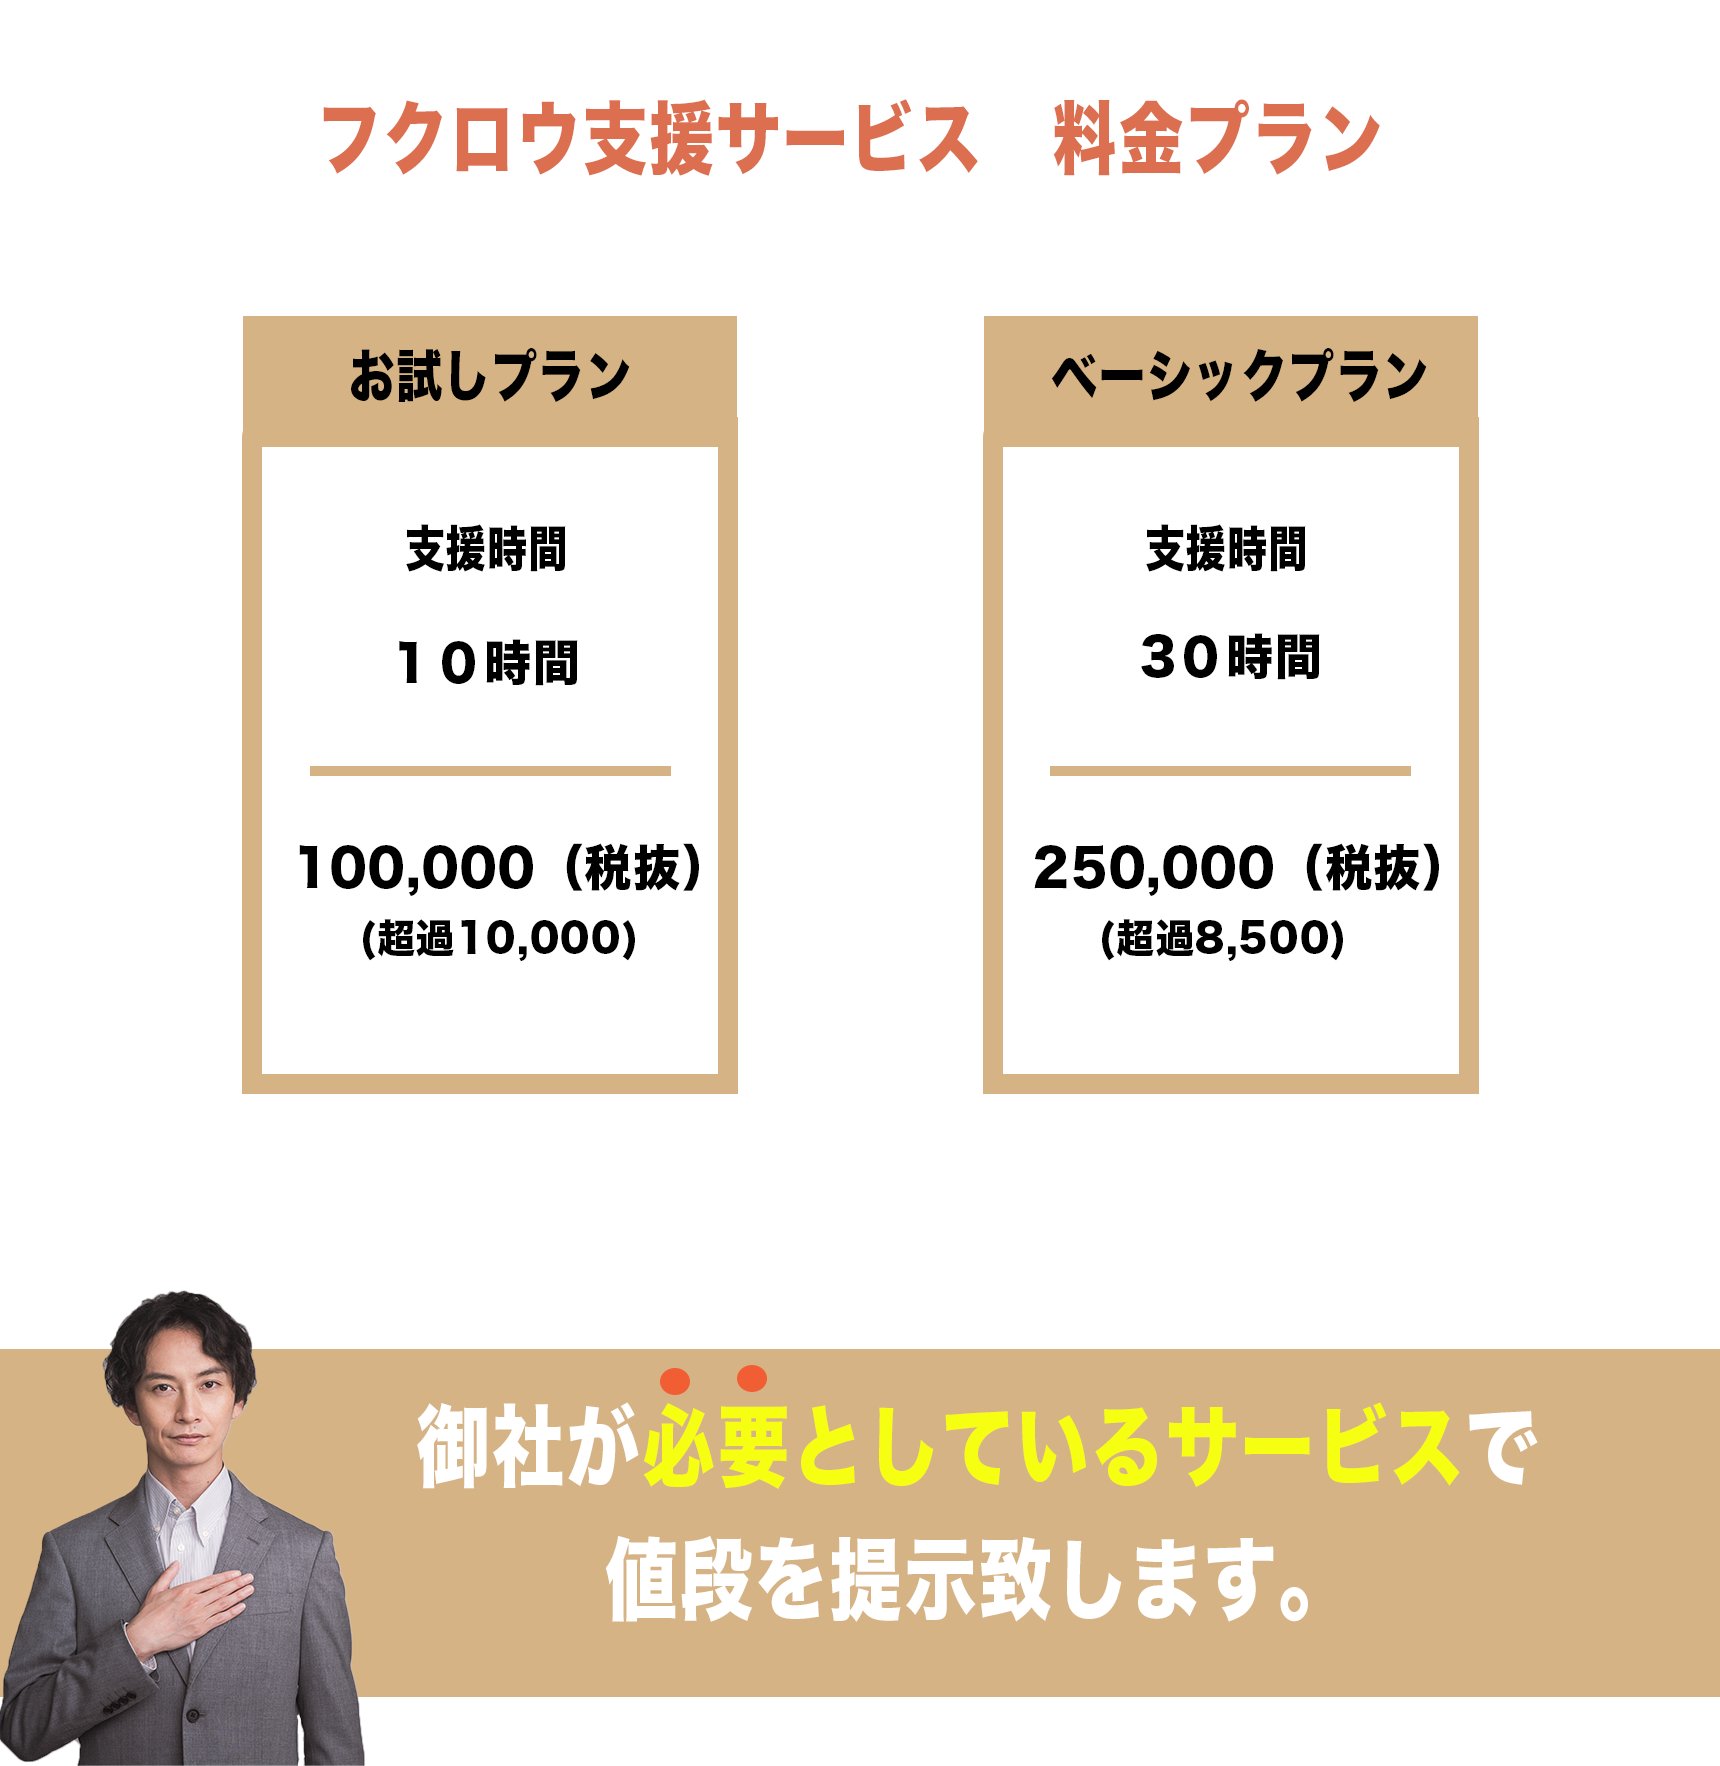 フクロウ支援サービス　料金プラン
お試しプラン
支援時間
１０時間
100,000（税抜）
(超過10,000)
ベーシックプラン
支援時間
３０時間
250,000（税抜）
(超過8,500)
御社が必要としているサービスで
値段を提示致します。